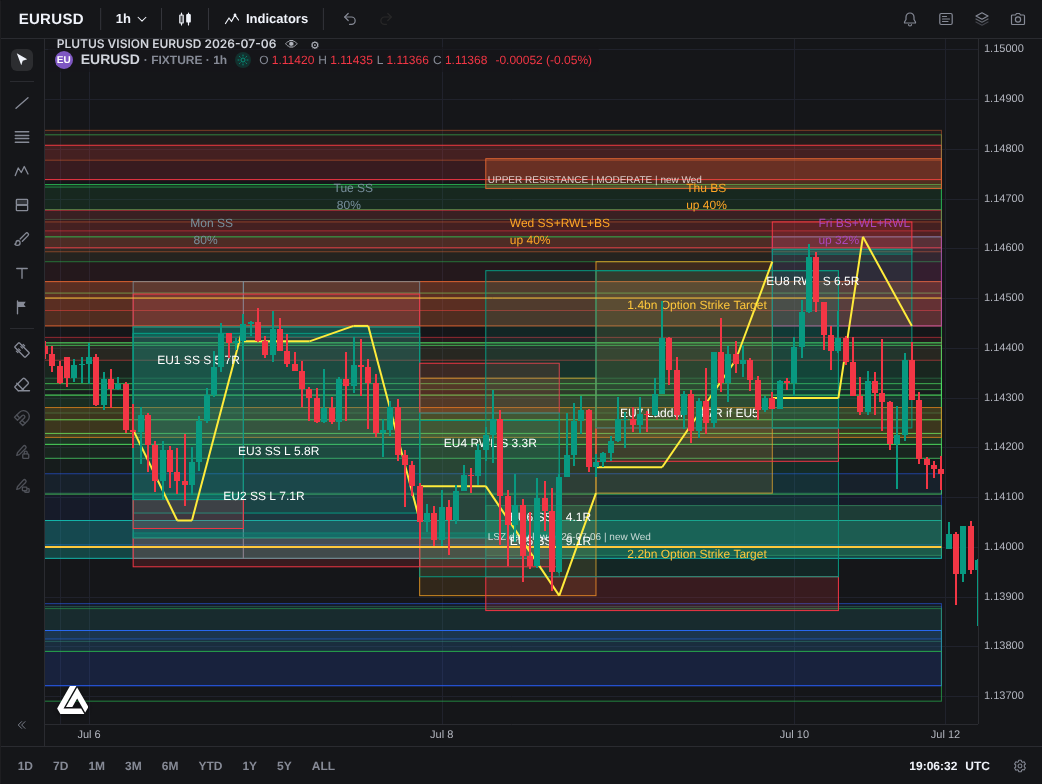 EURUSD 1h Indicators
PLUTUS VISION EURUSD 2026-07-06
EU EURUSD · FIXTURE · 1h O 1.11420 H 1.11435 L 1.11366 C 1.11368 -0.00052 (-0.05%)
1.15000
1.14900
1.14800
1.14700
1.14600
1.14500
1.14400
1.14300
1.14200
1.14100
1.14000
1.13900
1.13800
1.13700
UPPER RESISTANCE | MODERATE | new Wed
Tue SS
80%
Thu BS
up 40%
Mon SS
80%
Wed SS+WL+BS
up 40%
Fri BS+WL+RWL
up 32%
EU8 S 6.5R
1.4bn Option Strike Target
EU1 SS S 5.7R
if EU5
EU4 3.3R
EU3 SS L 5.8R
EU2 SS L 7.1R
4.1R
| new Wed
9.1R
2.2bn Option Strike Target
Jul 6 Jul 8 Jul 10 Jul 12
1D 7D 1M 3M 6M YTD 1Y 5Y ALL 19:06:32 UTC